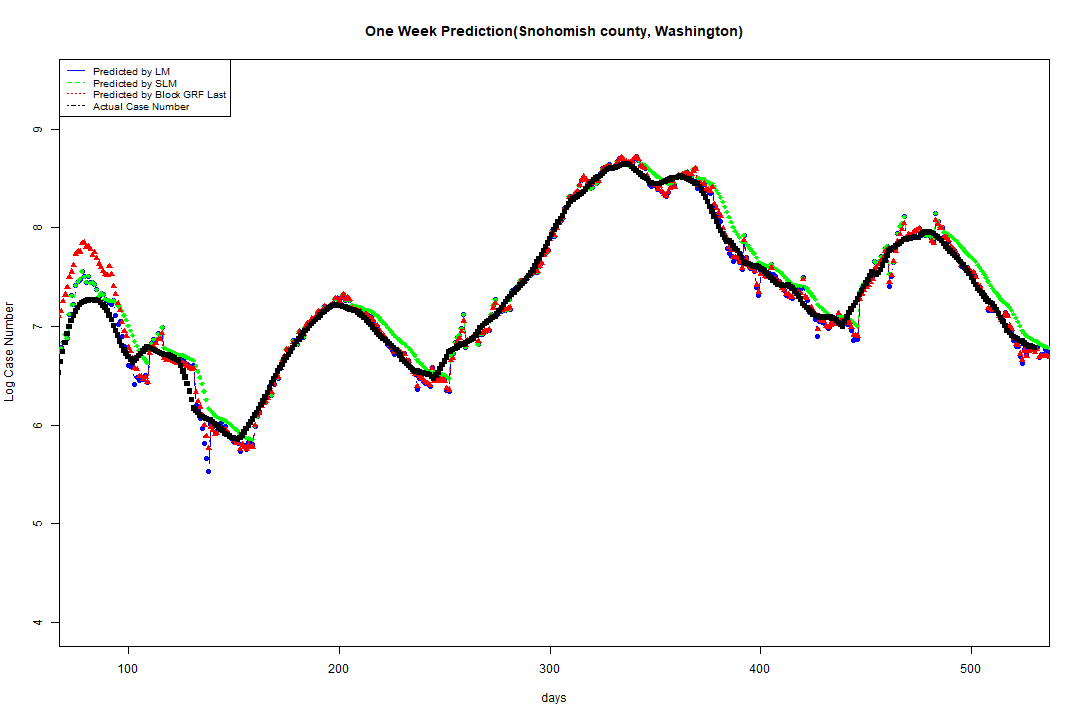 One Week Prediction(Snohomish county, Washington)
Predicted by LM
Predicted by SLM
Predicted by Block GRF Last
Actual Case Number
9
8
7
6
5
4
Log Case Number
100 200 300 400 500
days